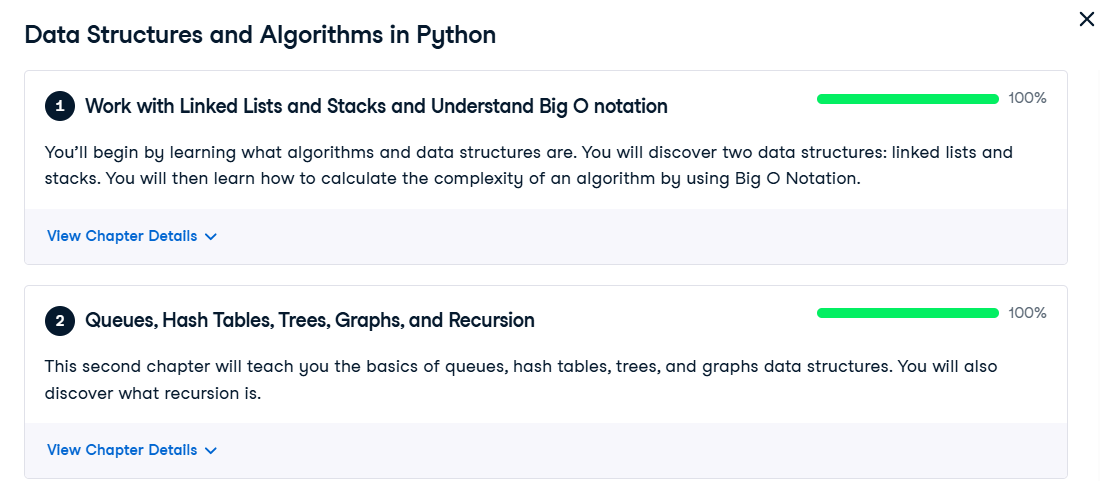 Data Structures and Algorithms in Python
1 Work with Linked Lists and Stacks and Understand Big O notation 100%
You’ll begin by learning what algorithms and data structures are. You will discover two data structures: linked lists and
stacks. You will then learn how to calculate the complexity of an algorithm by using Big O Notation.
View Chapter Details
2 Queues, Hash Tables, Trees, Graphs, and Recursion 100%
This second chapter will teach you the basics of queues, hash tables, trees, and graphs data structures. You will also
discover what recursion is.
View Chapter Details